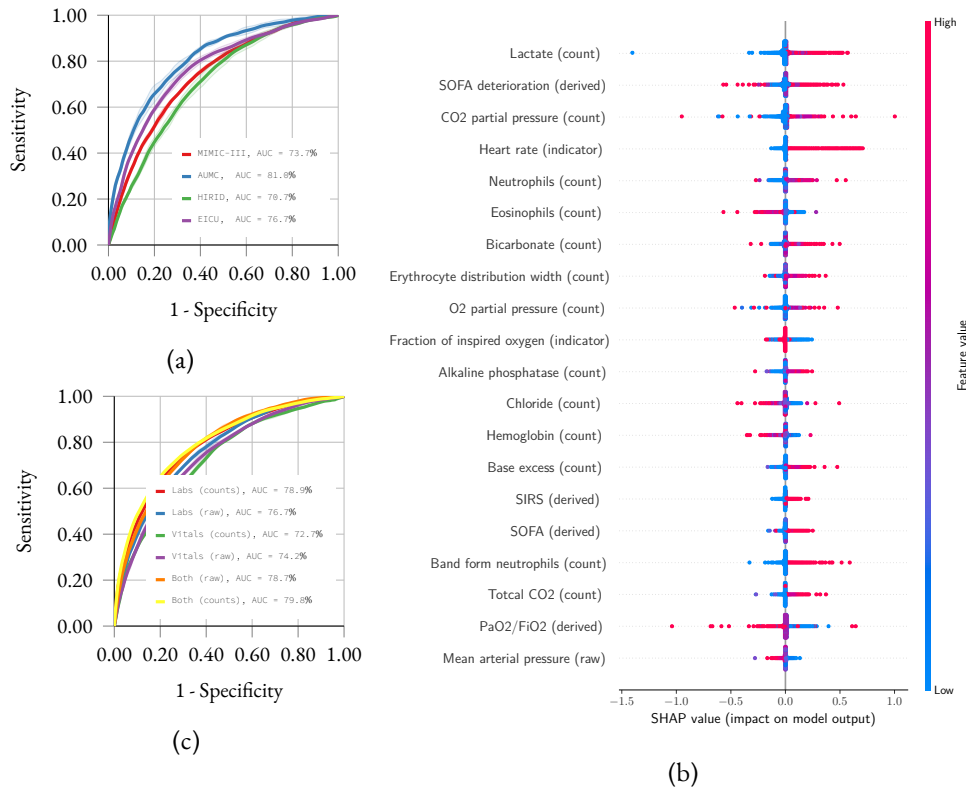 1.00
0.80
0.60
0.40
0.20
0.00
Sensitivity
MIMIC-III, AUC = 73.7%
AUMC, AUC = 81.0%
HIRID, AUC = 70.7%
EICU, AUC = 76.7%
0.00 0.20 0.40 0.60 0.80 1.00
1 - Specificity
(a)
1.00
0.80
0.60
0.40
0.20
0.00
Sensitivity
Labs (counts), AUC = 78.9%
Labs (raw), AUC = 76.7%
Vitals (counts), AUC = 72.7%
Vitals (raw), AUC = 74.2%
Both (raw), AUC = 78.7%
Both (counts), AUC = 79.8%
0.00 0.20 0.40 0.60 0.80 1.00
1 - Specificity
(c)
Lactate (count)
SOFA deterioration (derived)
CO2 partial pressure (count)
Heart rate (indicator)
Neutrophils (count)
Eosinophils (count)
Bicarbonate (count)
Erythrocyte distribution width (count)
O2 partial pressure (count)
Fraction of inspired oxygen (indicator)
Alkaline phosphatase (count)
Chloride (count)
Hemoglobin (count)
Base excess (count)
SIRS (derived)
SOFA (derived)
Band form neutrophils (count)
Totcal CO2 (count)
PaO2/FiO2 (derived)
Mean arterial pressure (raw)
−1.5 −1.0 −0.5 0.0 0.5 1.0
SHAP value (impact on model output)
High
Feature value
Low
(b)